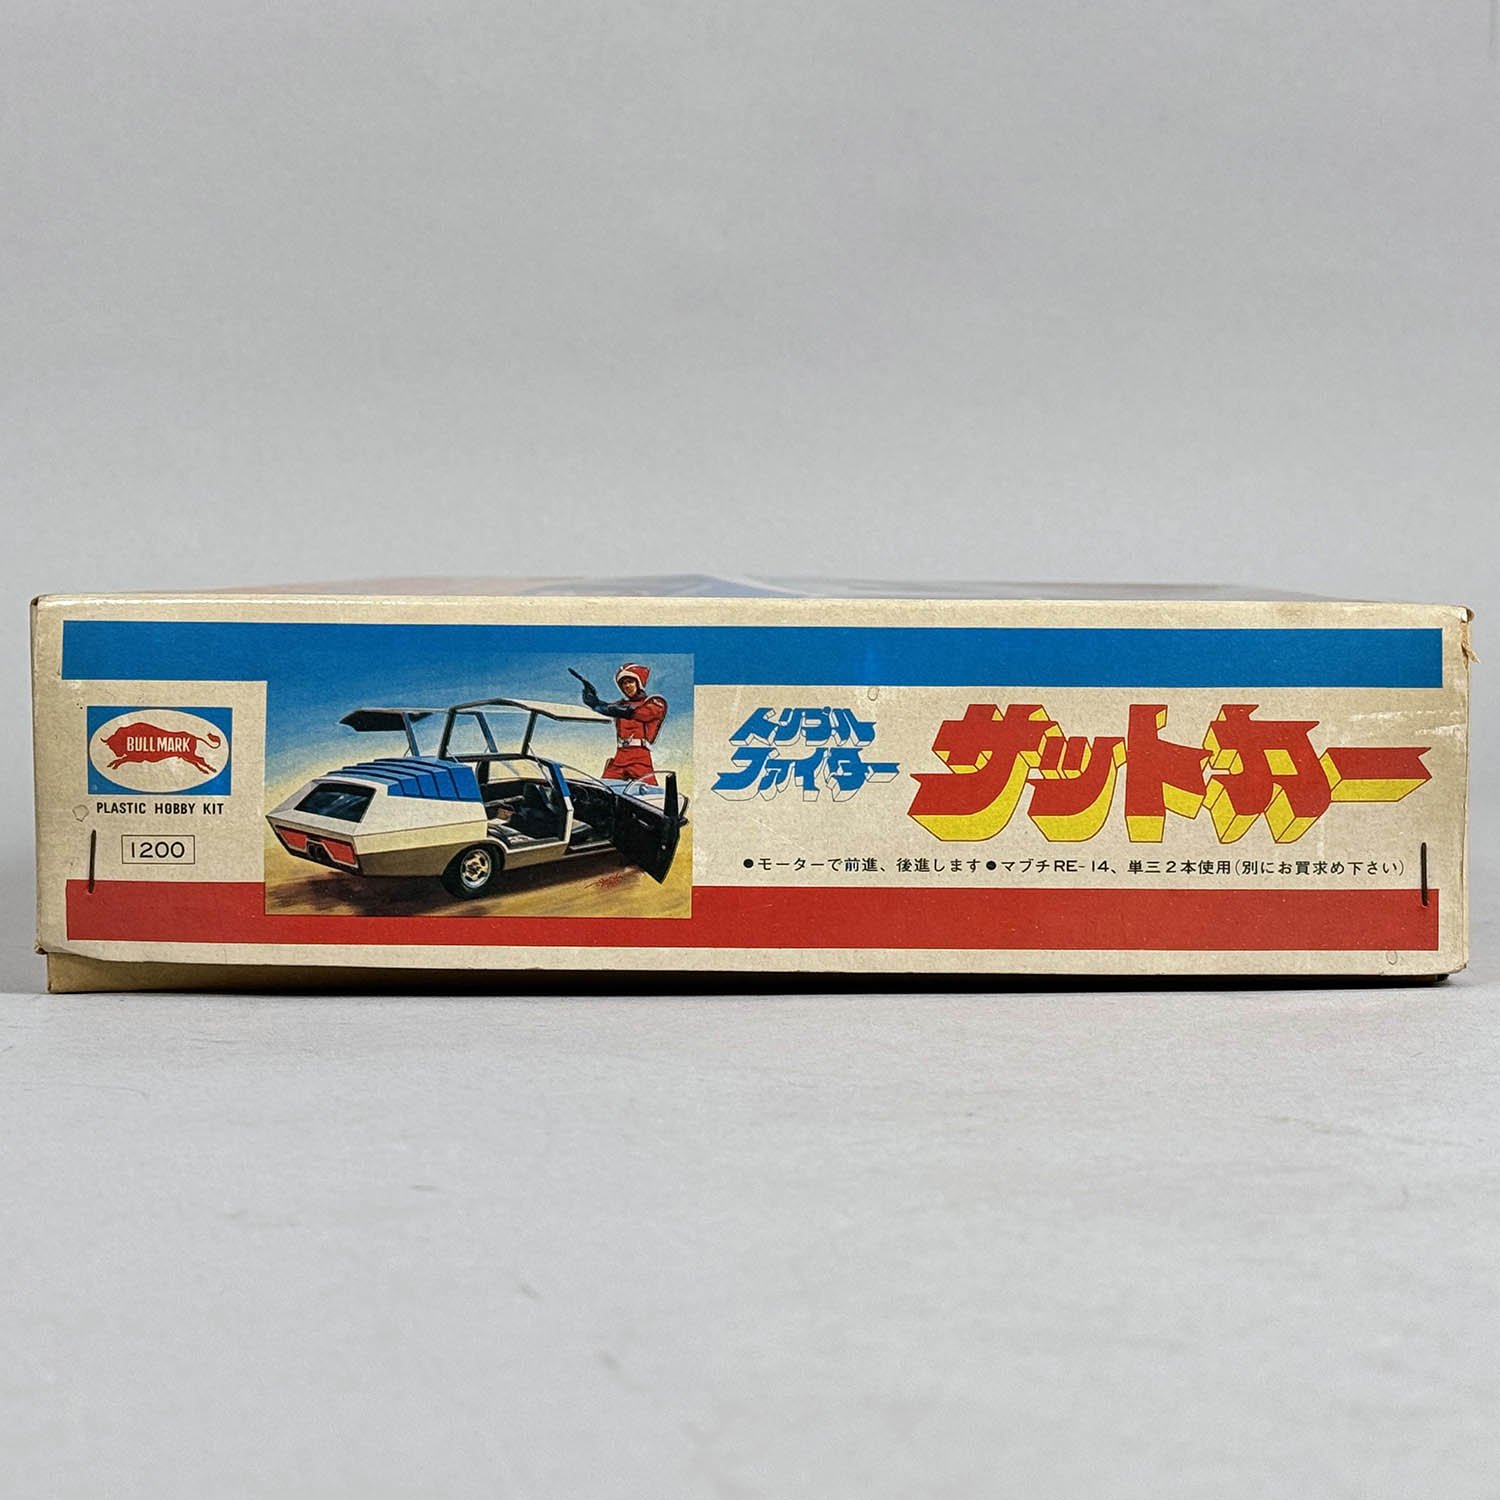 BULLMARK
PLASTIC HOBBY KIT
1200
トリプル
ファイター
サットカー
●モーターで前進、後進します●マブチRE-14、単三2本使用(別にお買求め下さい)